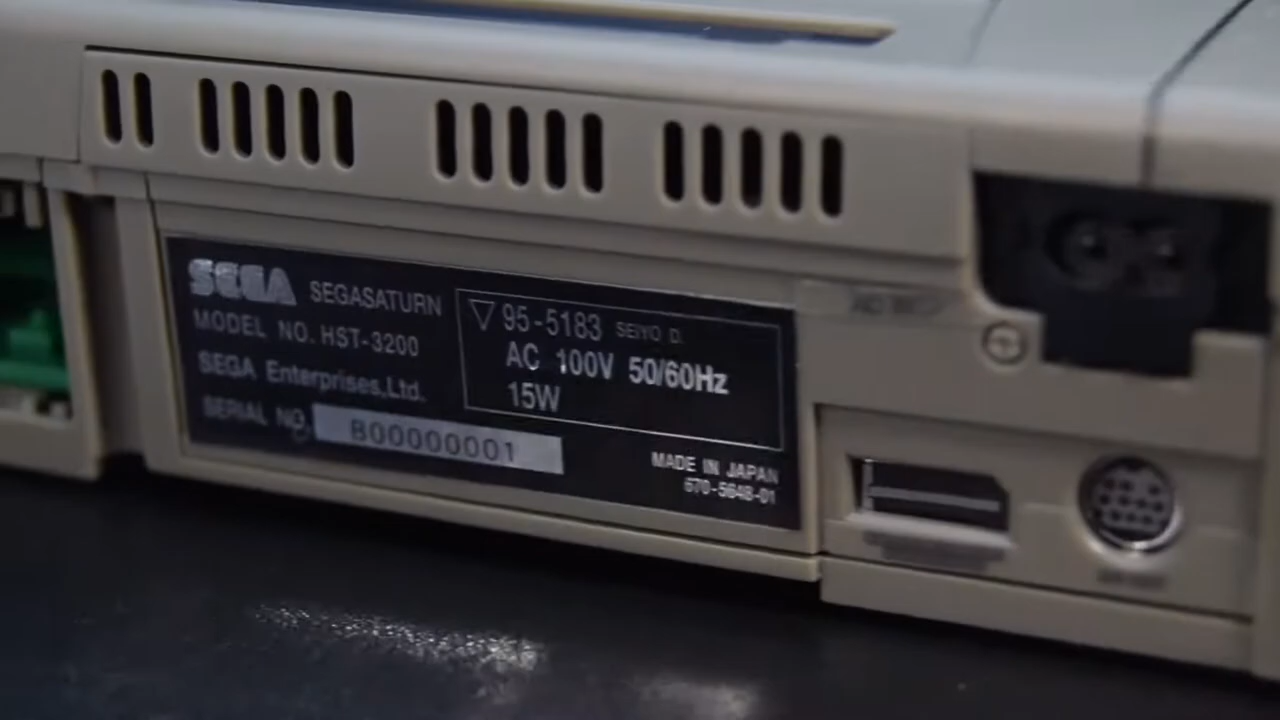 SEGA SEGASATURN
MODEL NO. HST-3200
SEGA Enterprises,Ltd.
SERIAL NO. B00000001
▽ 95-5183 SEIYO D.
AC 100V 50/60Hz
15W
MADE IN JAPAN
670-5648-01